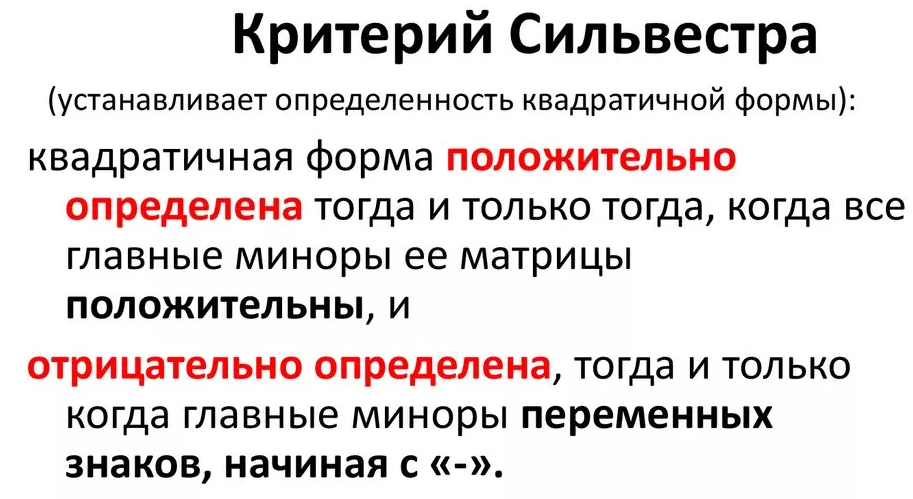 Критерий Сильвестра
(устанавливает определенность квадратичной формы):
квадратичная форма положительно
определена тогда и только тогда, когда все
главные миноры ее матрицы
положительны, и
отрицательно определена, тогда и только
когда главные миноры переменных
знаков, начиная с «-».